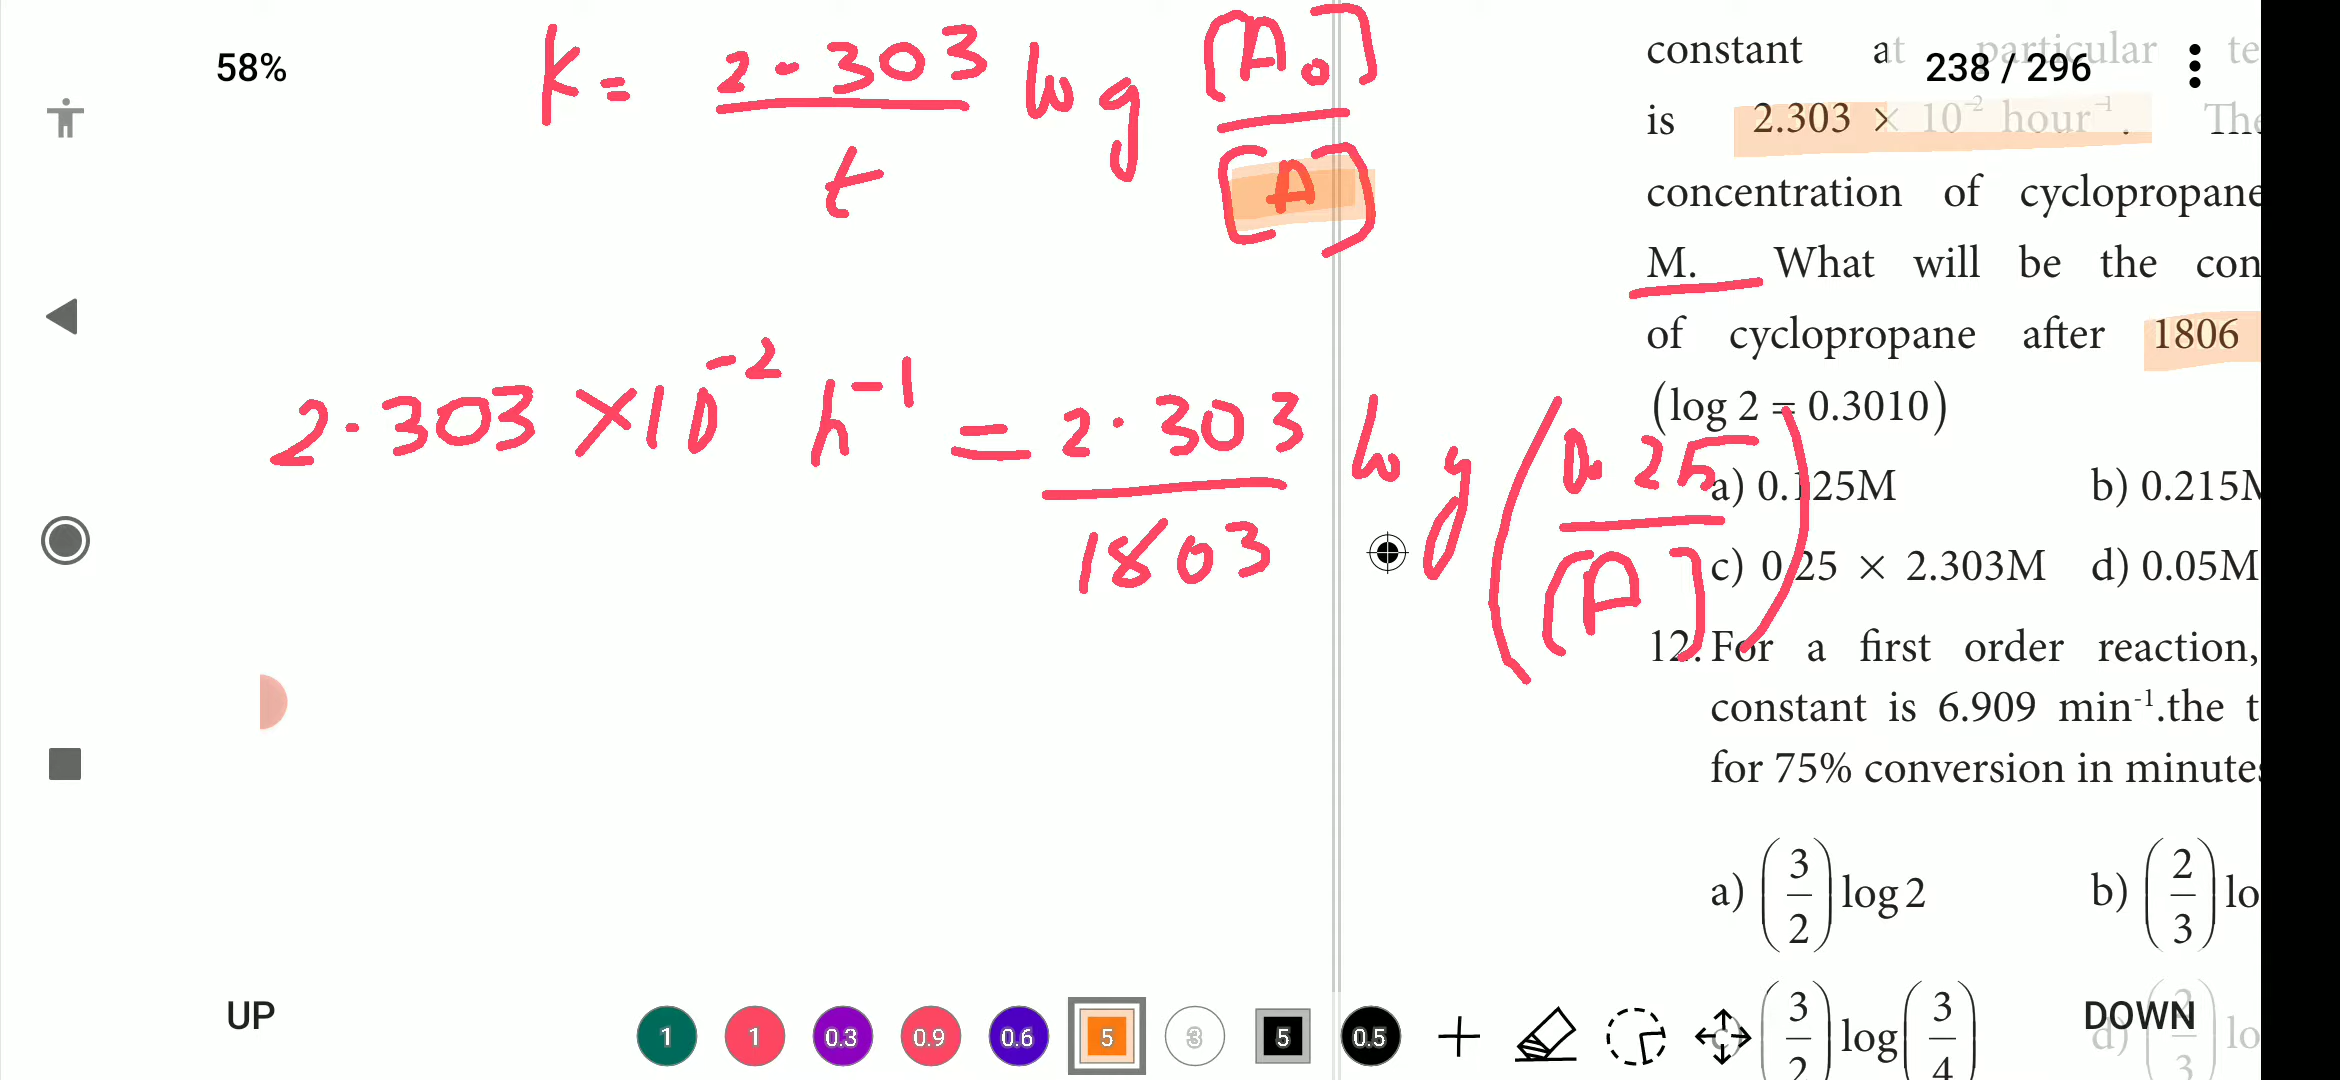 58%
K = 2.303 / t log [A₀] / [A]
2.303 × 10⁻² h⁻¹ = 2.303 / 1803 log (0.25 / [A])
constant at particular te
238 / 296
is 2.303 × 10⁻² hour⁻¹. The
concentration of cyclopropane
M. What will be the con
of cyclopropane after 1806
(log 2 = 0.3010)
a) 0.125M b) 0.215M
c) 0.25 × 2.303M d) 0.05M
12. For a first order reaction,
constant is 6.909 min⁻¹.the t
for 75% conversion in minutes
a) (3/2) log 2 b) (2/3) lo
c) (3/2) log (3/4) d) (2/3) lo
UP
1 1 0.3 0.9 0.6 5 3 5 0.5
DOWN